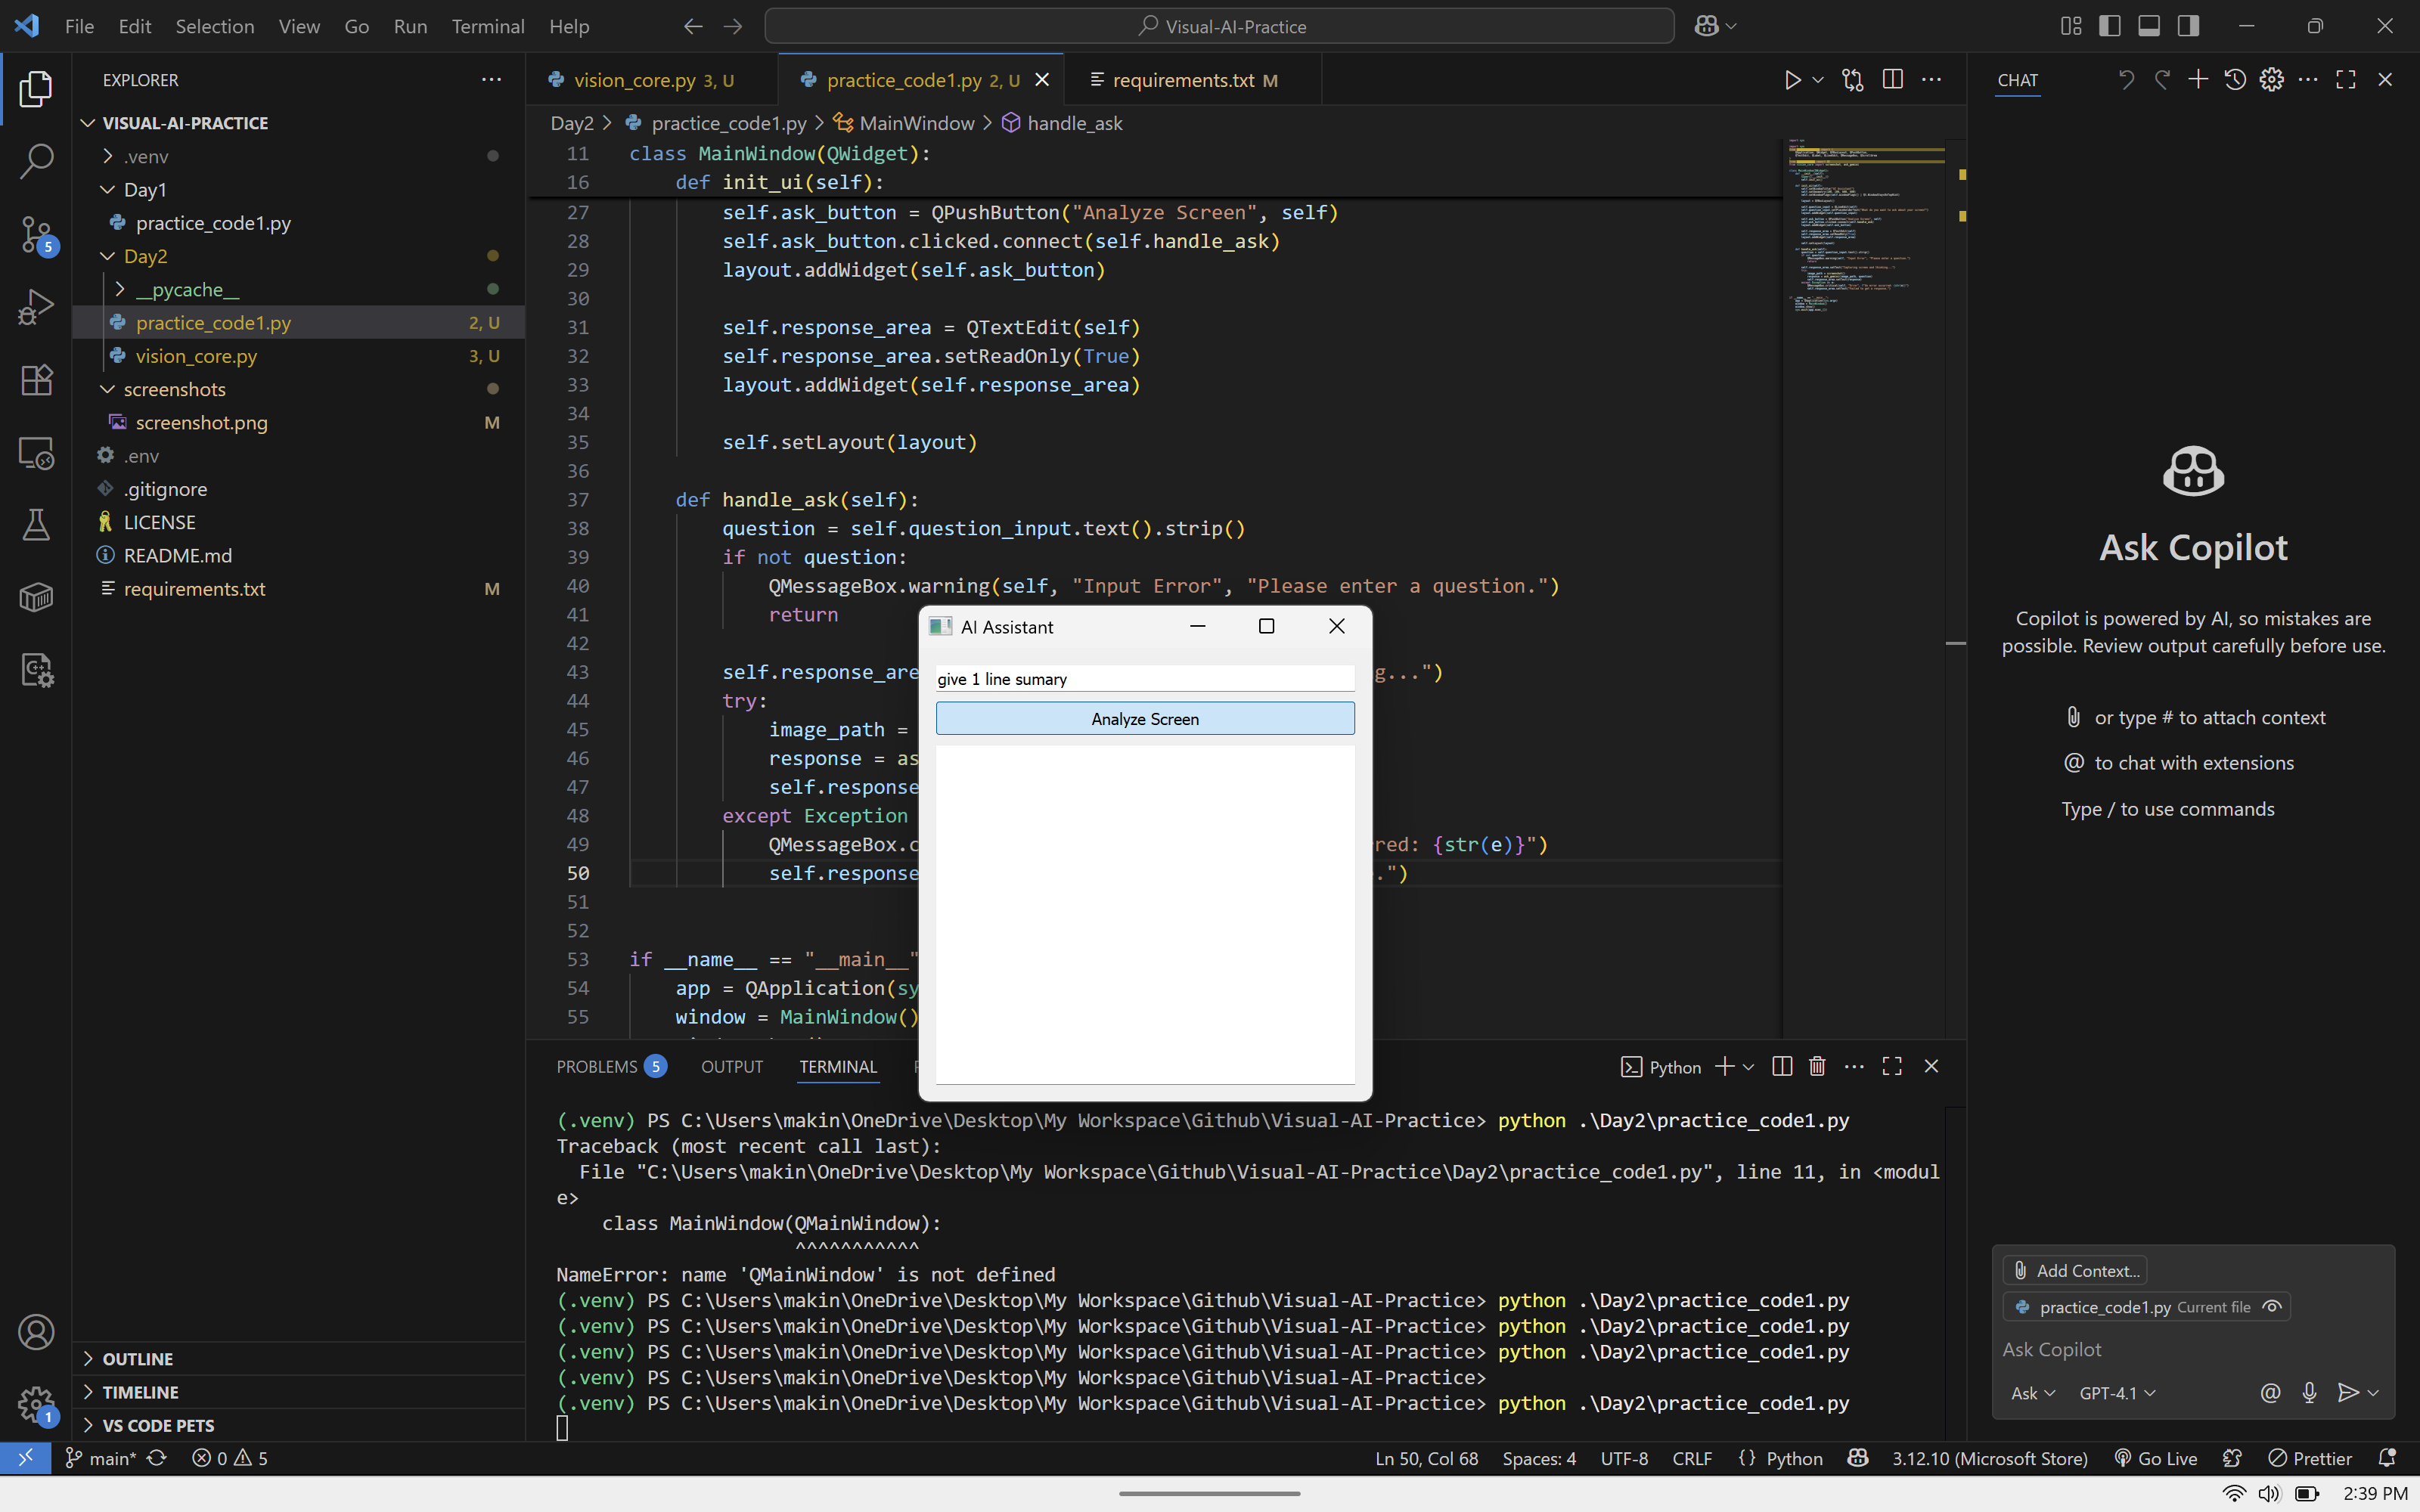 File Edit Selection View Go Run Terminal Help
Visual-AI-Practice
EXPLORER
VISUAL-AI-PRACTICE
.venv
Day1
practice_code1.py
Day2
__pycache__
practice_code1.py 2, U
vision_core.py 3, U
screenshots
screenshot.png M
.env
.gitignore
LICENSE
README.md
requirements.txt M
OUTLINE
TIMELINE
VS CODE PETS
5
1
vision_core.py 3, U
practice_code1.py 2, U
requirements.txt M
Day2 > practice_code1.py > MainWindow > handle_ask
11 class MainWindow(QWidget):
16 def init_ui(self):
27 self.ask_button = QPushButton("Analyze Screen", self)
28 self.ask_button.clicked.connect(self.handle_ask)
29 layout.addWidget(self.ask_button)
30
31 self.response_area = QTextEdit(self)
32 self.response_area.setReadOnly(True)
33 layout.addWidget(self.response_area)
34
35 self.setLayout(layout)
36
37 def handle_ask(self):
38 question = self.question_input.text().strip()
39 if not question:
40 QMessageBox.warning(self, "Input Error", "Please enter a question.")
41 return
42
43 self.response_are g...")
44 try:
45 image_path =
46 response = as
47 self.response
48 except Exception
49 QMessageBox.c red: {str(e)}")
50 self.response .")
51
52
53 if __name__ == "__main__"
54 app = QApplication(sy
55 window = MainWindow()
AI Assistant
give 1 line sumary
Analyze Screen
PROBLEMS 5 OUTPUT TERMINAL
Python
(.venv) PS C:\Users\makin\OneDrive\Desktop\My Workspace\Github\Visual-AI-Practice> python .\Day2\practice_code1.py
Traceback (most recent call last):
File "C:\Users\makin\OneDrive\Desktop\My Workspace\Github\Visual-AI-Practice\Day2\practice_code1.py", line 11, in <modul
e>
class MainWindow(QMainWindow):
^^^^^^^^^^^
NameError: name 'QMainWindow' is not defined
(.venv) PS C:\Users\makin\OneDrive\Desktop\My Workspace\Github\Visual-AI-Practice> python .\Day2\practice_code1.py
(.venv) PS C:\Users\makin\OneDrive\Desktop\My Workspace\Github\Visual-AI-Practice> python .\Day2\practice_code1.py
(.venv) PS C:\Users\makin\OneDrive\Desktop\My Workspace\Github\Visual-AI-Practice> python .\Day2\practice_code1.py
(.venv) PS C:\Users\makin\OneDrive\Desktop\My Workspace\Github\Visual-AI-Practice>
(.venv) PS C:\Users\makin\OneDrive\Desktop\My Workspace\Github\Visual-AI-Practice> python .\Day2\practice_code1.py
CHAT
Ask Copilot
Copilot is powered by AI, so mistakes are
possible. Review output carefully before use.
or type # to attach context
@ to chat with extensions
Type / to use commands
Add Context...
practice_code1.py Current file
Ask Copilot
Ask GPT-4.1
main* 0 5
Ln 50, Col 68 Spaces: 4 UTF-8 CRLF {} Python 3.12.10 (Microsoft Store) Go Live Prettier
2:39 PM